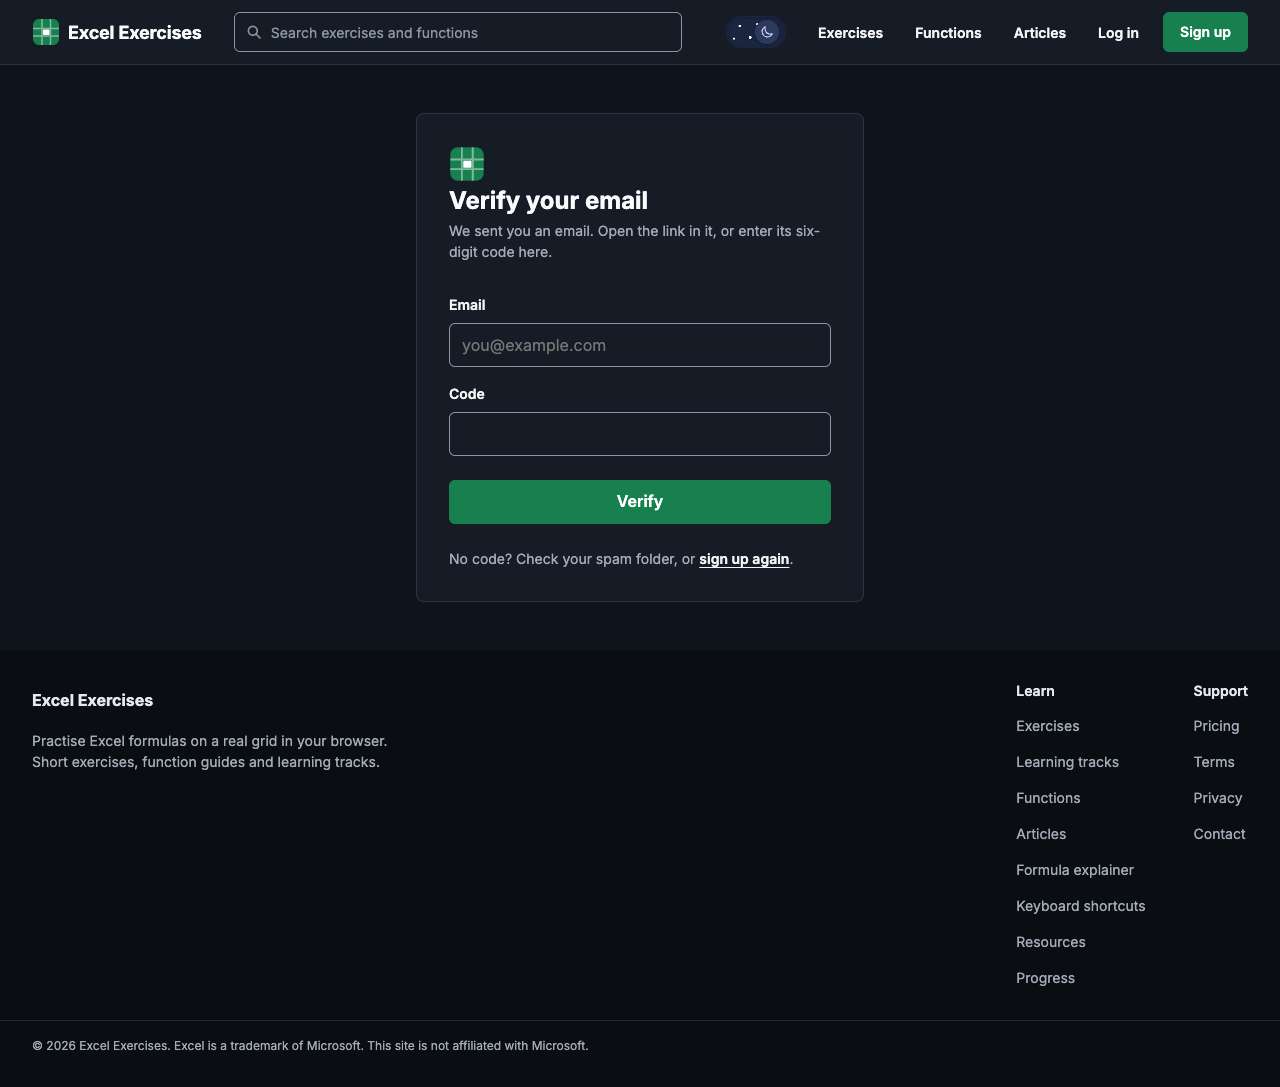 Excel Exercises
Search exercises and functions
Exercises
Functions
Articles
Log in
Sign up
Verify your email
We sent you an email. Open the link in it, or enter its six-
digit code here.
Email
you@example.com
Code
Verify
No code? Check your spam folder, or sign up again.
Excel Exercises
Practise Excel formulas on a real grid in your browser.
Short exercises, function guides and learning tracks.
Learn
Exercises
Learning tracks
Functions
Articles
Formula explainer
Keyboard shortcuts
Resources
Progress
Support
Pricing
Terms
Privacy
Contact
© 2026 Excel Exercises. Excel is a trademark of Microsoft. This site is not affiliated with Microsoft.